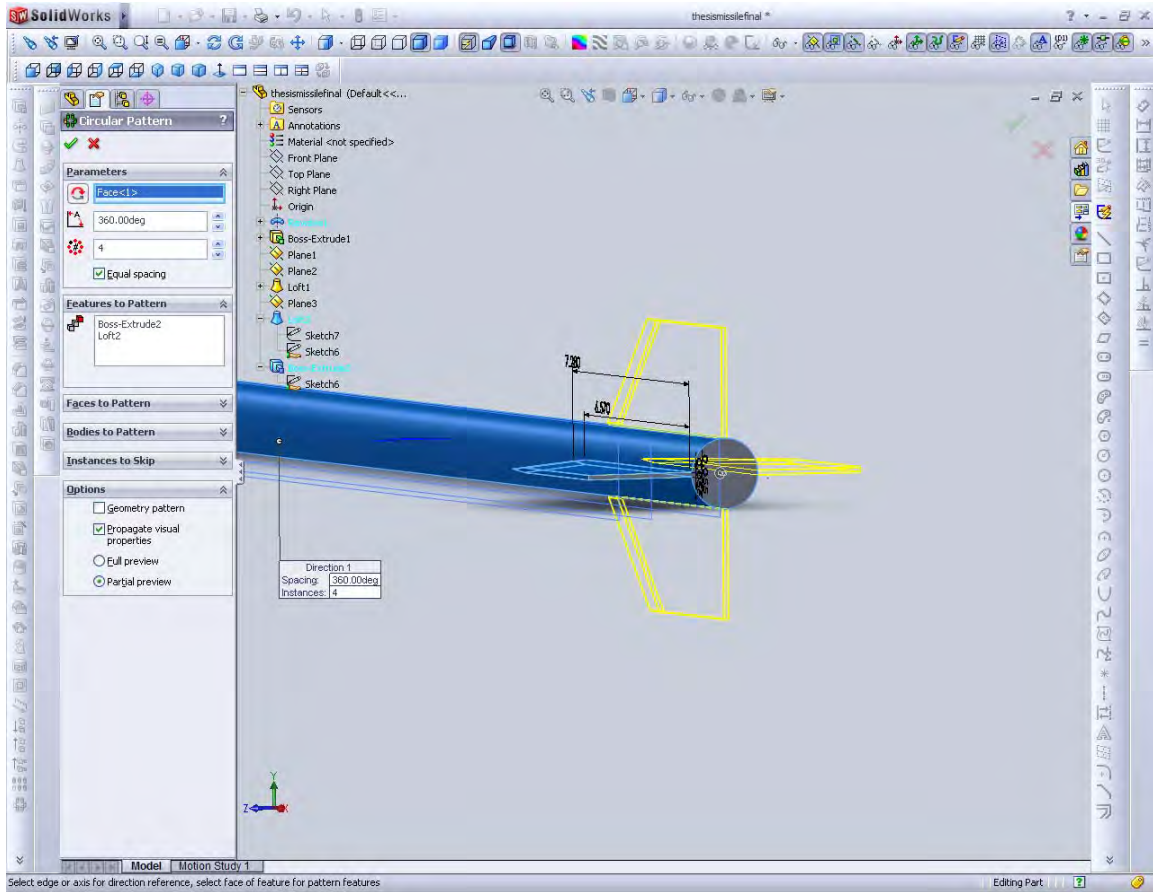 SolidWorks
thesismissilefinal *
Circular Pattern
?
Parameters
Face<1>
360.00deg
4
Equal spacing
Features to Pattern
Boss-Extrude2
Loft2
Faces to Pattern
Bodies to Pattern
Instances to Skip
Options
Geometry pattern
Propagate visual
properties
Full preview
Partial preview
thesismissilefinal (Default<<...
Sensors
Annotations
Material <not specified>
Front Plane
Top Plane
Right Plane
Origin
Boss-Extrude1
Plane1
Plane2
Loft1
Plane3
Sketch7
Sketch6
Sketch6
7.280
6.570
Direction 1
Spacing: 360.00deg
Instances: 4
Y
Z
X
Model
Motion Study 1
Select edge or axis for direction reference, select face of feature for pattern features
Editing Part